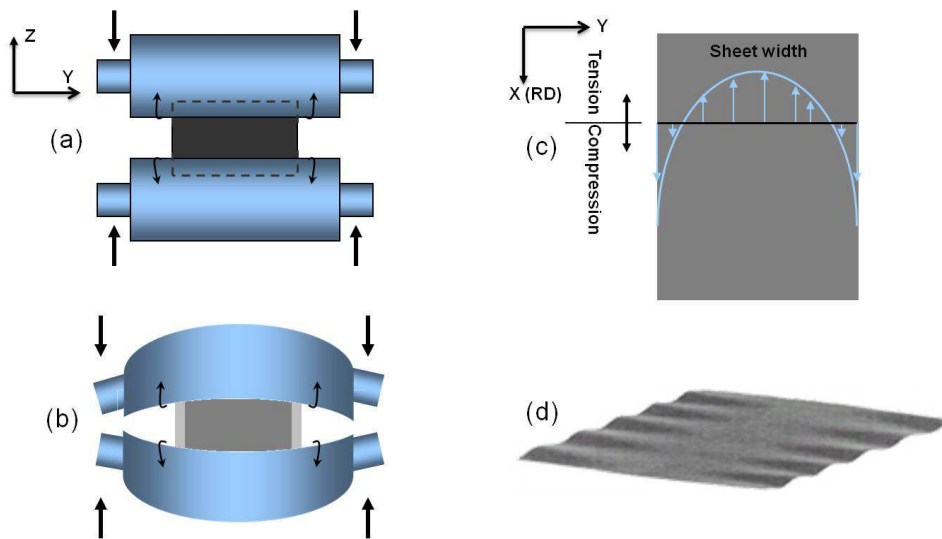 Z
Y
(a)
(b)
Y
X (RD)
Tension
Compression
Sheet width
(c)
(d)